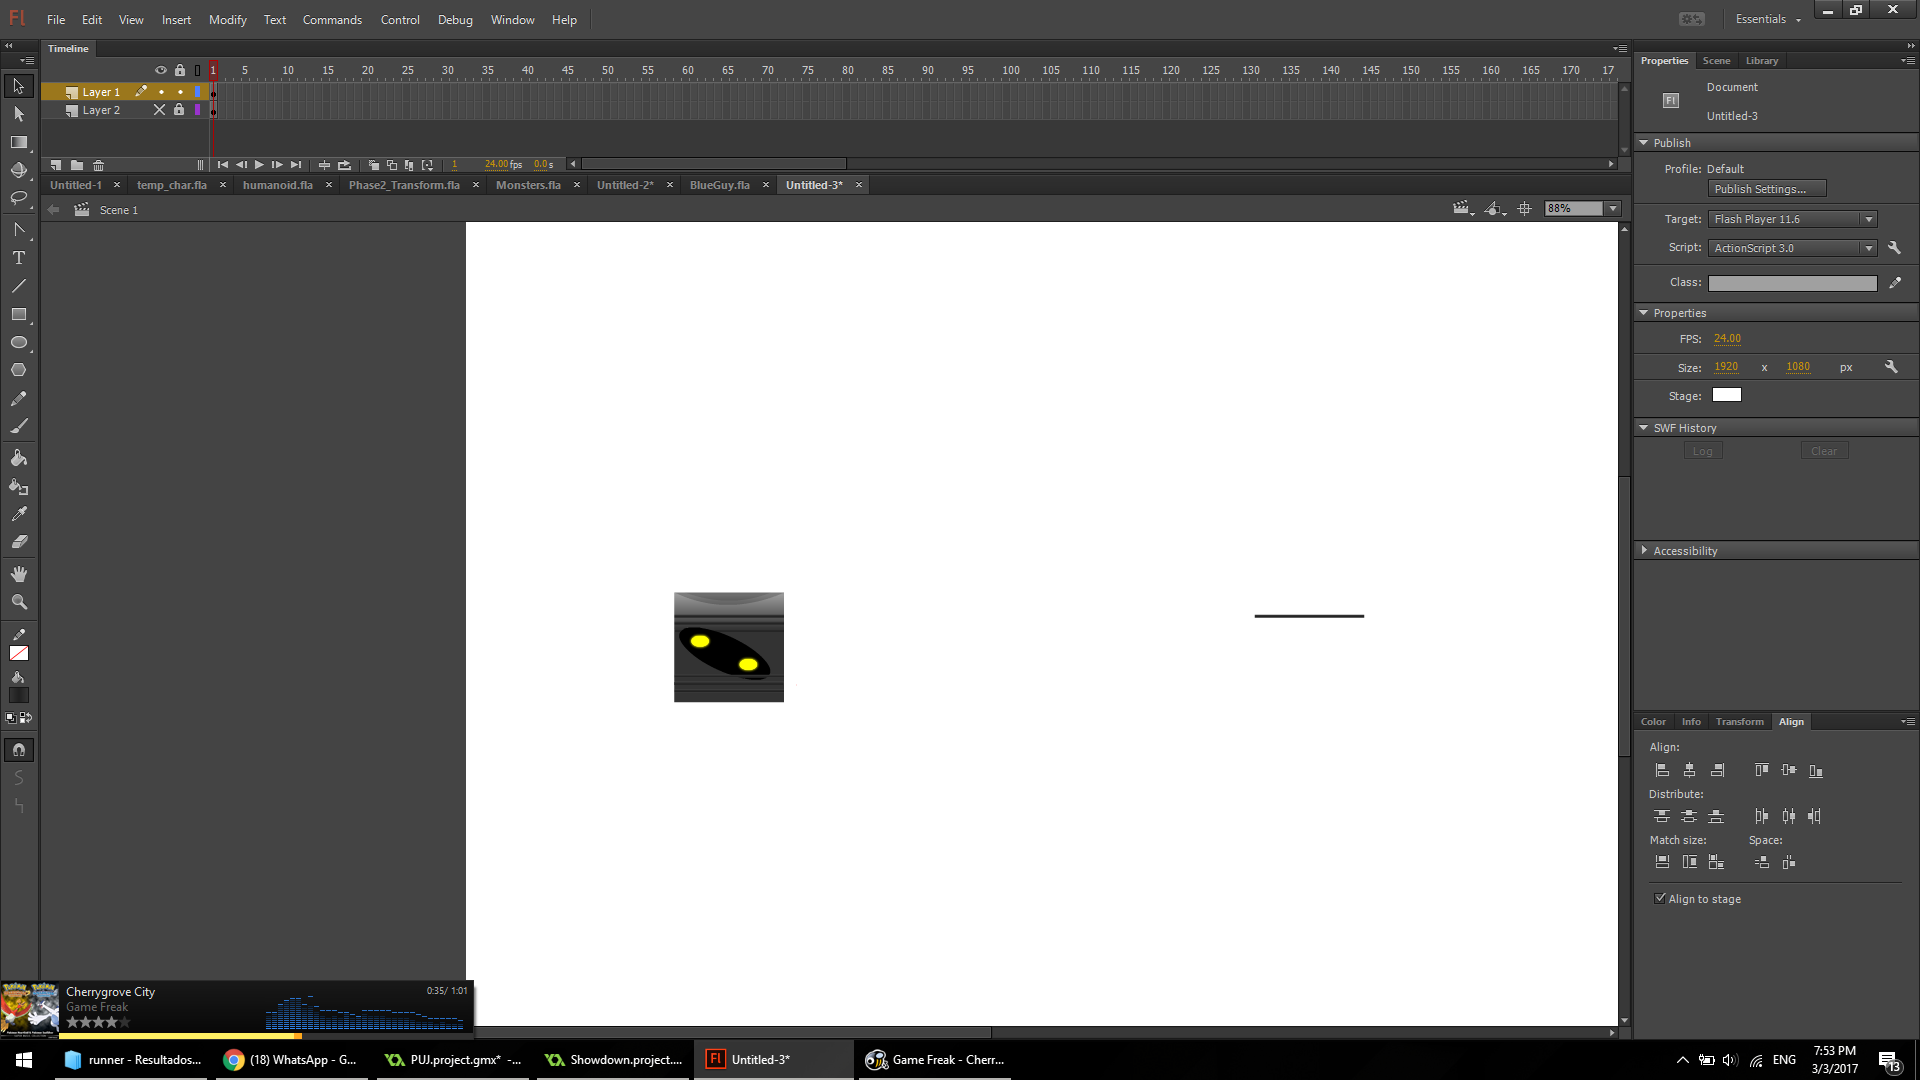 Fl File Edit View Insert Modify Text Commands Control Debug Window Help Essentials
Timeline
1 5 10 15 20 25 30 35 40 45 50 55 60 65 70 75 80 85 90 95 100 105 110 115 120 125 130 135 140 145 150 155 160 165 170 17
Layer 1
Layer 2
1 24.00 fps 0.0 s
Untitled-1 temp_char.fla humanoid.fla Phase2_Transform.fla Monsters.fla Untitled-2* BlueGuy.fla Untitled-3*
Scene 1
88%
Properties Scene Library
Fl
Document
Untitled-3
Publish
Profile: Default
Publish Settings...
Target: Flash Player 11.6
Script: ActionScript 3.0
Class:
Properties
FPS: 24.00
Size: 1920 x 1080 px
Stage:
SWF History
Log Clear
Accessibility
Color Info Transform Align
Align:
Distribute:
Match size: Space:
Align to stage
Cherrygrove City 0:35/ 1:01
Game Freak
runner - Resultados...
(18) WhatsApp - G...
PUJ.project.gmx* -...
Showdown.project....
Fl Untitled-3*
Game Freak - Cherr...
ENG
7:53 PM
3/3/2017
13